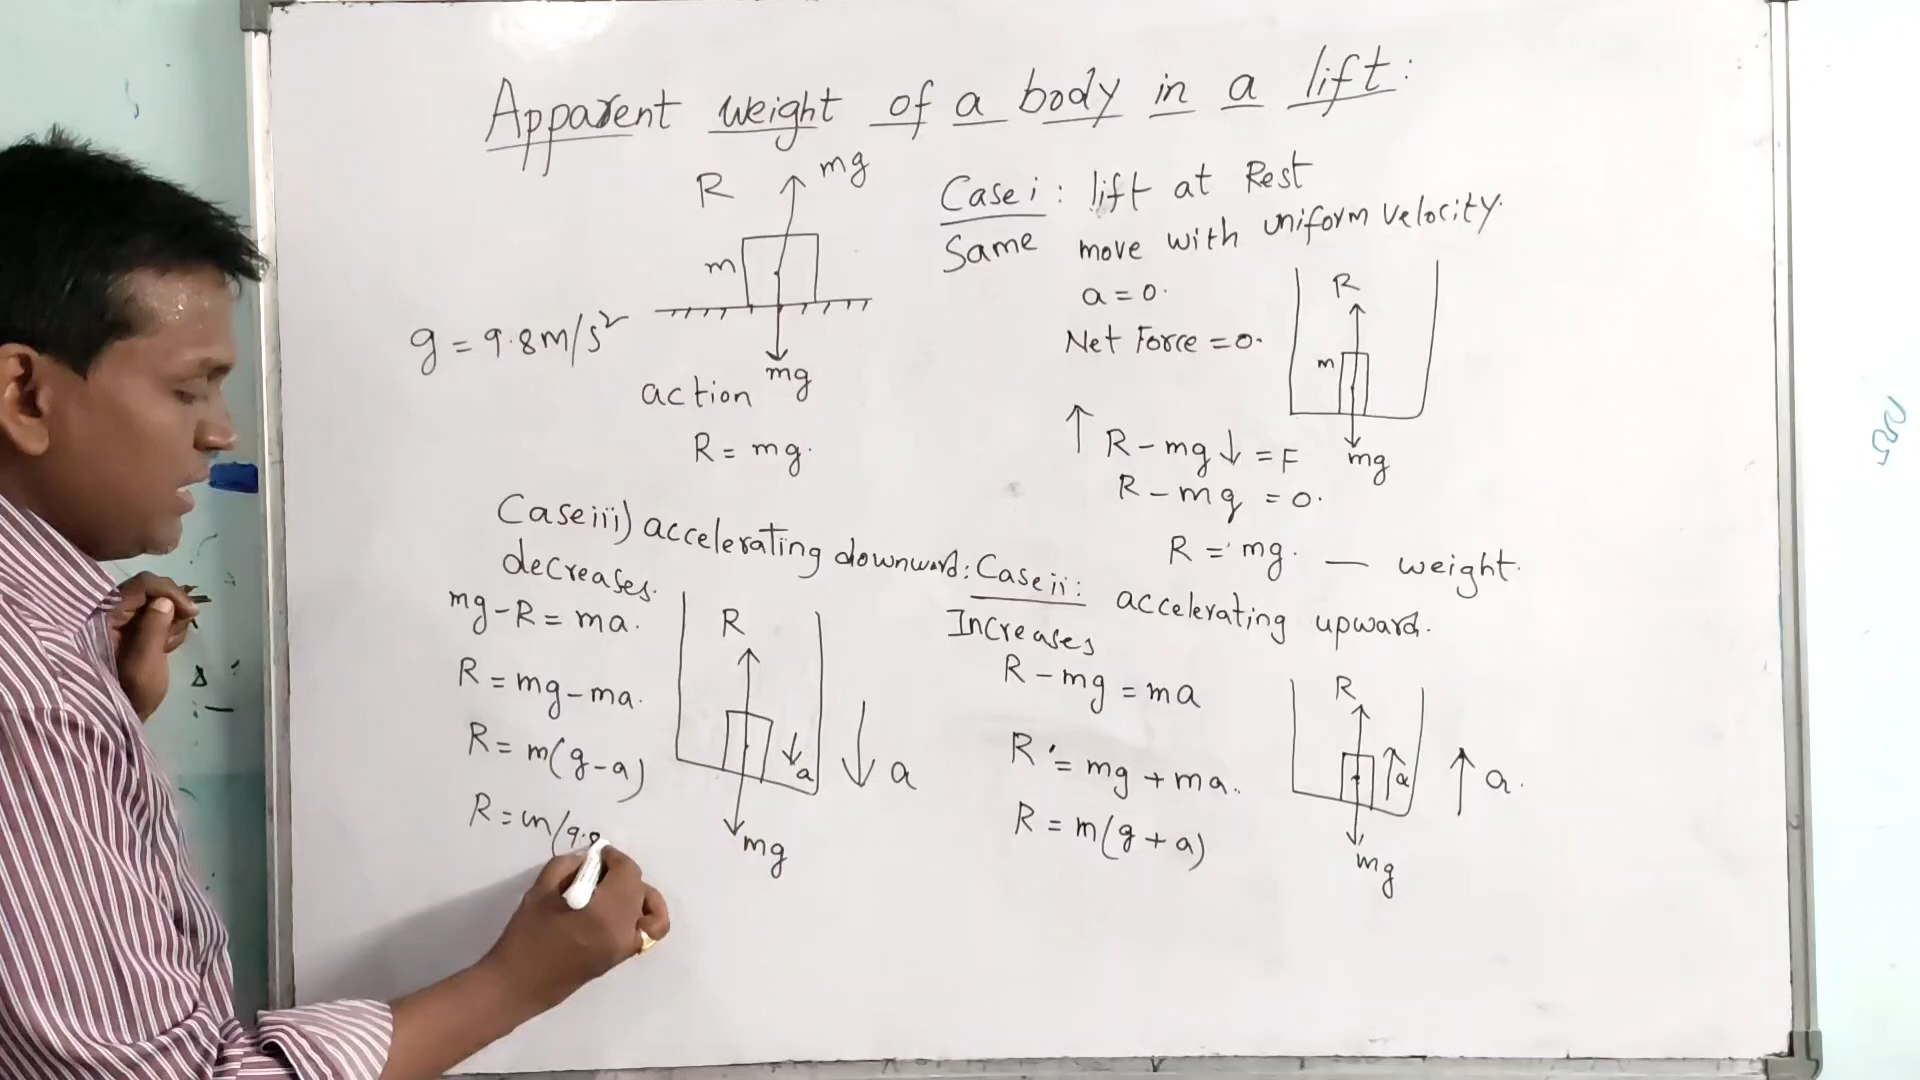 Apparent weight of a body in a lift:
R
mg
m
g = 9.8m/s²
mg
action
R = mg.
Case i : lift at Rest
Same move with uniform velocity.
a = 0.
Net Force = 0.
R
m
mg
↑ R - mg ↓ = F
R - mg = 0.
R = mg. — weight.
Case iii) accelerating downward:
decreases.
mg - R = ma.
R = mg - ma.
R = m(g - a)
R = m(9.8
R
a
a
mg
Case ii: accelerating upward.
Increases
R - mg = ma
R = mg + ma.
R = m(g + a)
R
a
a.
mg